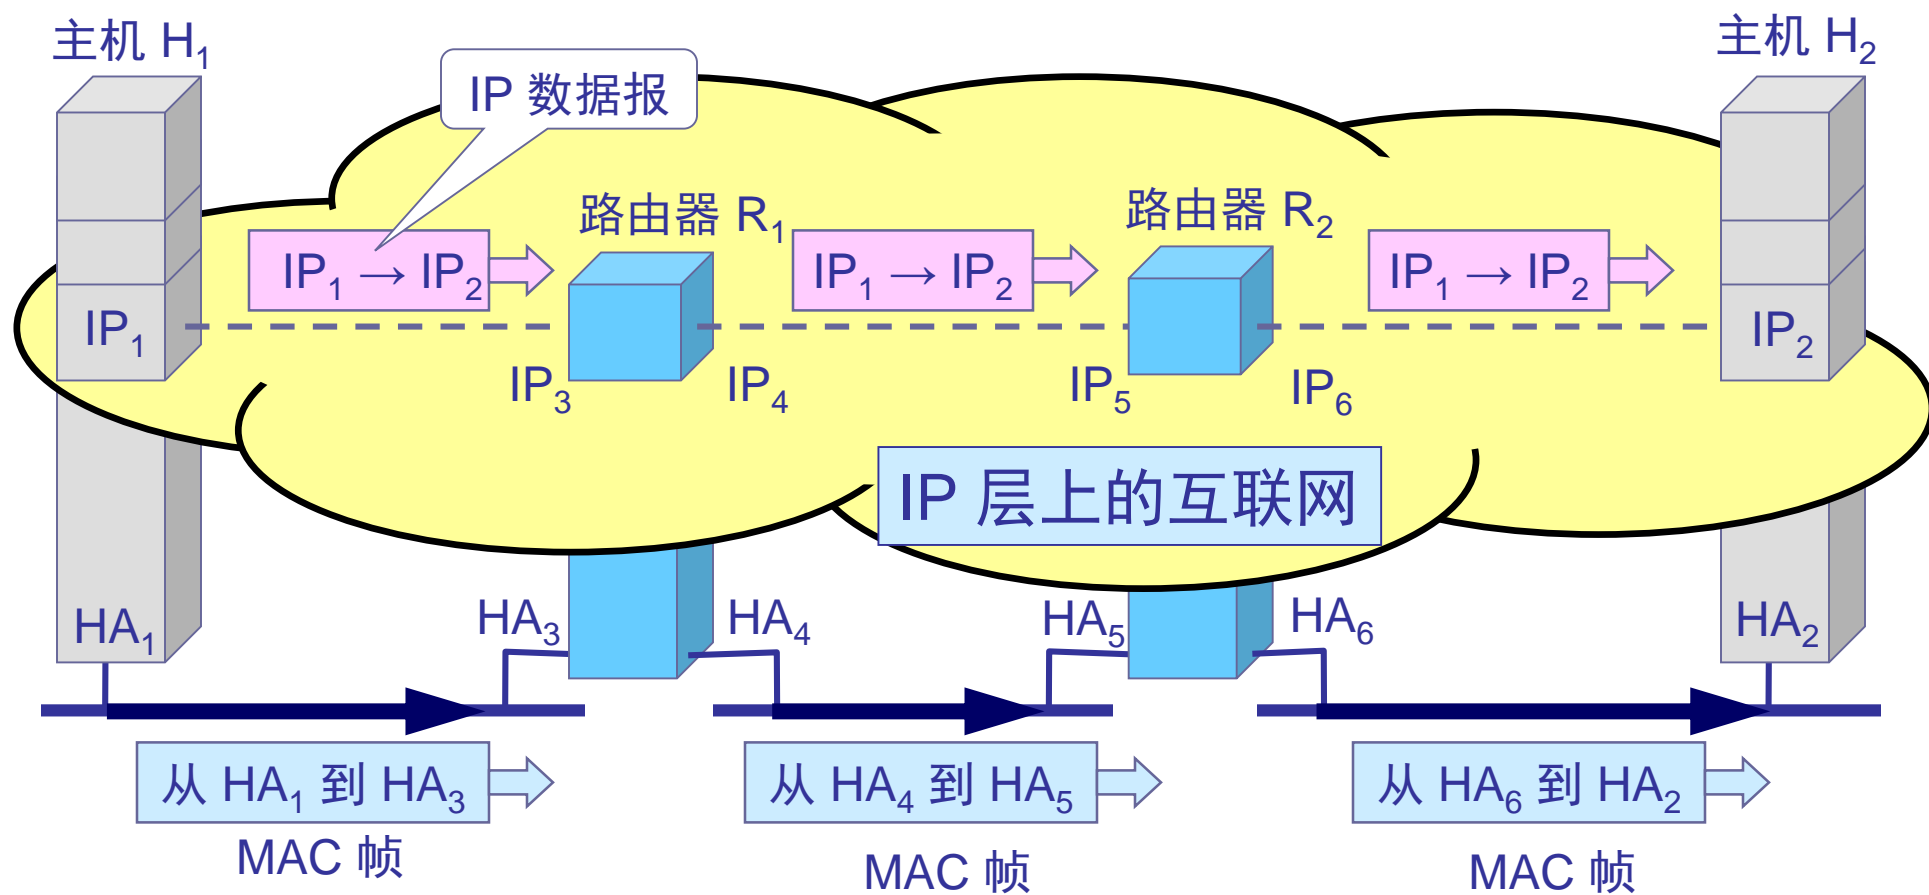 主机 H₁
主机 H₂
IP 数据报
路由器 R₁
路由器 R₂
IP₁ → IP₂
IP₁ → IP₂
IP₁ → IP₂
IP₁
IP₂
IP₃
IP₄
IP₅
IP₆
IP 层上的互联网
HA₁
HA₃
HA₄
HA₅
HA₆
HA₂
从 HA₁ 到 HA₃
从 HA₄ 到 HA₅
从 HA₆ 到 HA₂
MAC 帧
MAC 帧
MAC 帧